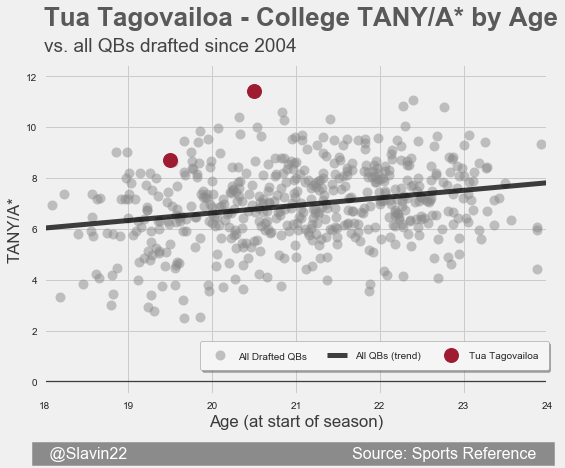 Tua Tagovailoa - College TANY/A* by Age
vs. all QBs drafted since 2004
TANY/A*
12
10
8
6
4
2
0
All Drafted QBs
All QBs (trend)
Tua Tagovailoa
18 19 20 21 22 23 24
Age (at start of season)
@Slavin22
Source: Sports Reference